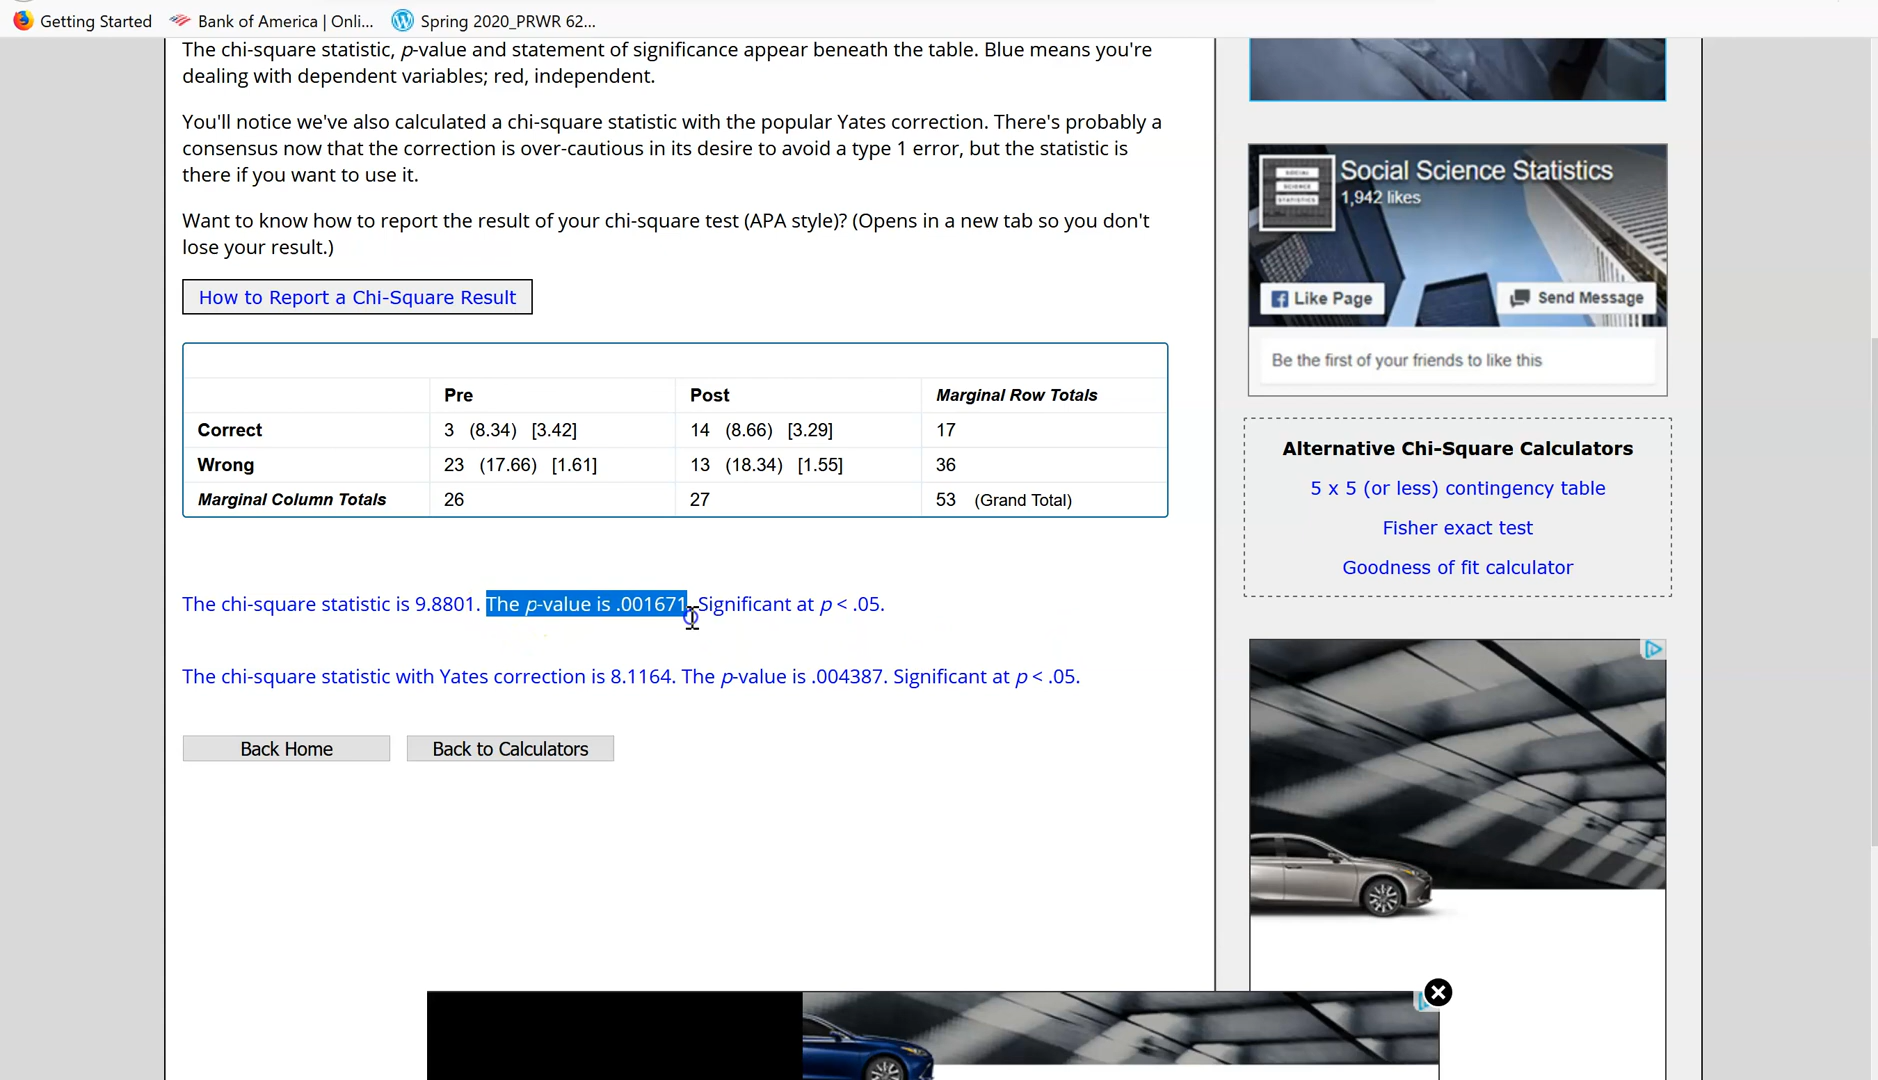 Getting Started Bank of America | Onli... Spring 2020_PRWR 62...
The chi-square statistic, p-value and statement of significance appear beneath the table. Blue means you're
dealing with dependent variables; red, independent.
You'll notice we've also calculated a chi-square statistic with the popular Yates correction. There's probably a
consensus now that the correction is over-cautious in its desire to avoid a type 1 error, but the statistic is
there if you want to use it.
Want to know how to report the result of your chi-square test (APA style)? (Opens in a new tab so you don't
lose your result.)
How to Report a Chi-Square Result
Pre Post Marginal Row Totals
Correct 3 (8.34) [3.42] 14 (8.66) [3.29] 17
Wrong 23 (17.66) [1.61] 13 (18.34) [1.55] 36
Marginal Column Totals 26 27 53 (Grand Total)
The chi-square statistic is 9.8801. The p-value is .001671. Significant at p < .05.
The chi-square statistic with Yates correction is 8.1164. The p-value is .004387. Significant at p < .05.
Back Home Back to Calculators
SOCIAL
SCIENCE
STATISTICS
Social Science Statistics
1,942 likes
Like Page Send Message
Be the first of your friends to like this
Alternative Chi-Square Calculators
5 x 5 (or less) contingency table
Fisher exact test
Goodness of fit calculator